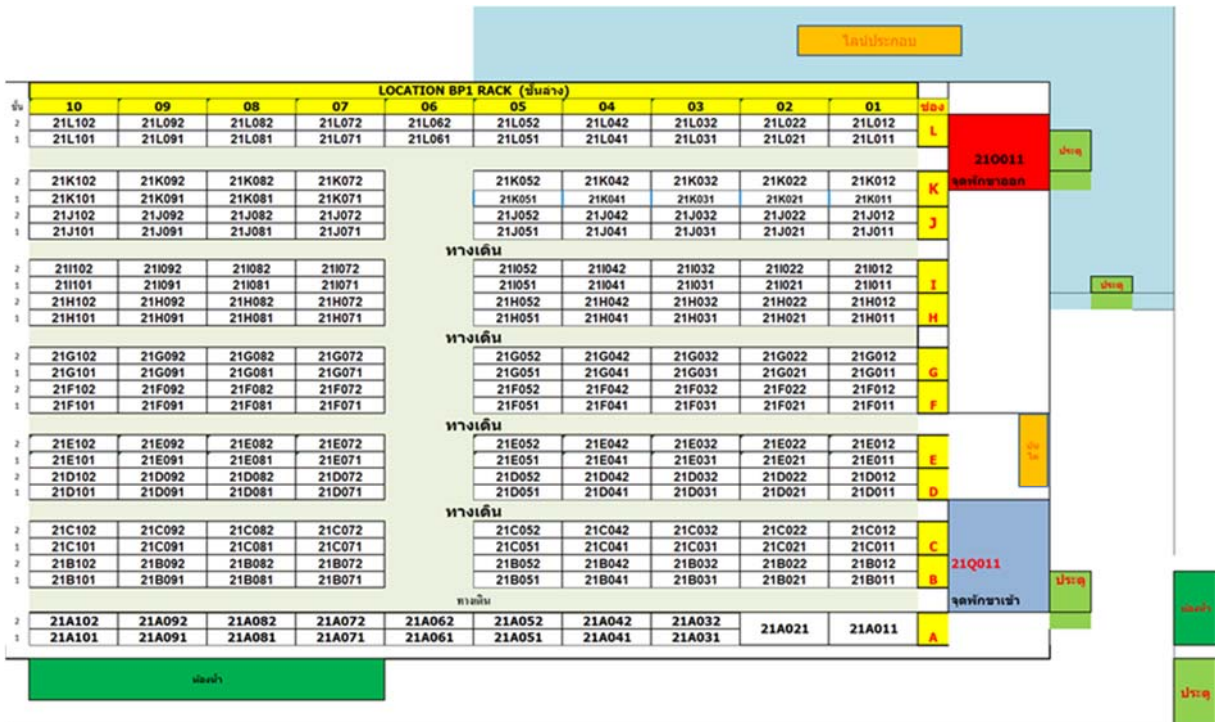 ไลน์ประกอบ
LOCATION BP1 RACK (ชั้นล่าง)
ชั้น 10 09 08 07 06 05 04 03 02 01 ช่อง
2 21L102 21L092 21L082 21L072 21L062 21L052 21L042 21L032 21L022 21L012 L
1 21L101 21L091 21L081 21L071 21L061 21L051 21L041 21L031 21L021 21L011
21O011
จุดพักขาออก
ประตู
2 21K102 21K092 21K082 21K072 21K052 21K042 21K032 21K022 21K012 K
1 21K101 21K091 21K081 21K071 21K051 21K041 21K031 21K021 21K011
2 21J102 21J092 21J082 21J072 21J052 21J042 21J032 21J022 21J012 J
1 21J101 21J091 21J081 21J071 21J051 21J041 21J031 21J021 21J011
ทางเดิน
2 21I102 21I092 21I082 21I072 21I052 21I042 21I032 21I022 21I012
1 21I101 21I091 21I081 21I071 21I051 21I041 21I031 21I021 21I011 I
ประตู
2 21H102 21H092 21H082 21H072 21H052 21H042 21H032 21H022 21H012
1 21H101 21H091 21H081 21H071 21H051 21H041 21H031 21H021 21H011 H
ทางเดิน
2 21G102 21G092 21G082 21G072 21G052 21G042 21G032 21G022 21G012
1 21G101 21G091 21G081 21G071 21G051 21G041 21G031 21G021 21G011 G
2 21F102 21F092 21F082 21F072 21F052 21F042 21F032 21F022 21F012
1 21F101 21F091 21F081 21F071 21F051 21F041 21F031 21F021 21F011 F
ทางเดิน
2 21E102 21E092 21E082 21E072 21E052 21E042 21E032 21E022 21E012
1 21E101 21E091 21E081 21E071 21E051 21E041 21E031 21E021 21E011 E
บันได
2 21D102 21D092 21D082 21D072 21D052 21D042 21D032 21D022 21D012
1 21D101 21D091 21D081 21D071 21D051 21D041 21D031 21D021 21D011 D
ทางเดิน
2 21C102 21C092 21C082 21C072 21C052 21C042 21C032 21C022 21C012
1 21C101 21C091 21C081 21C071 21C051 21C041 21C031 21C021 21C011 C
2 21B102 21B092 21B082 21B072 21B052 21B042 21B032 21B022 21B012
1 21B101 21B091 21B081 21B071 21B051 21B041 21B031 21B021 21B011 B
21Q011
จุดพักขาเข้า
ประตู
ห้องน้ำ
ทางเดิน
2 21A102 21A092 21A082 21A072 21A062 21A052 21A042 21A032 21A021 21A011
1 21A101 21A091 21A081 21A071 21A061 21A051 21A041 21A031 A
ห้องน้ำ
ประตู